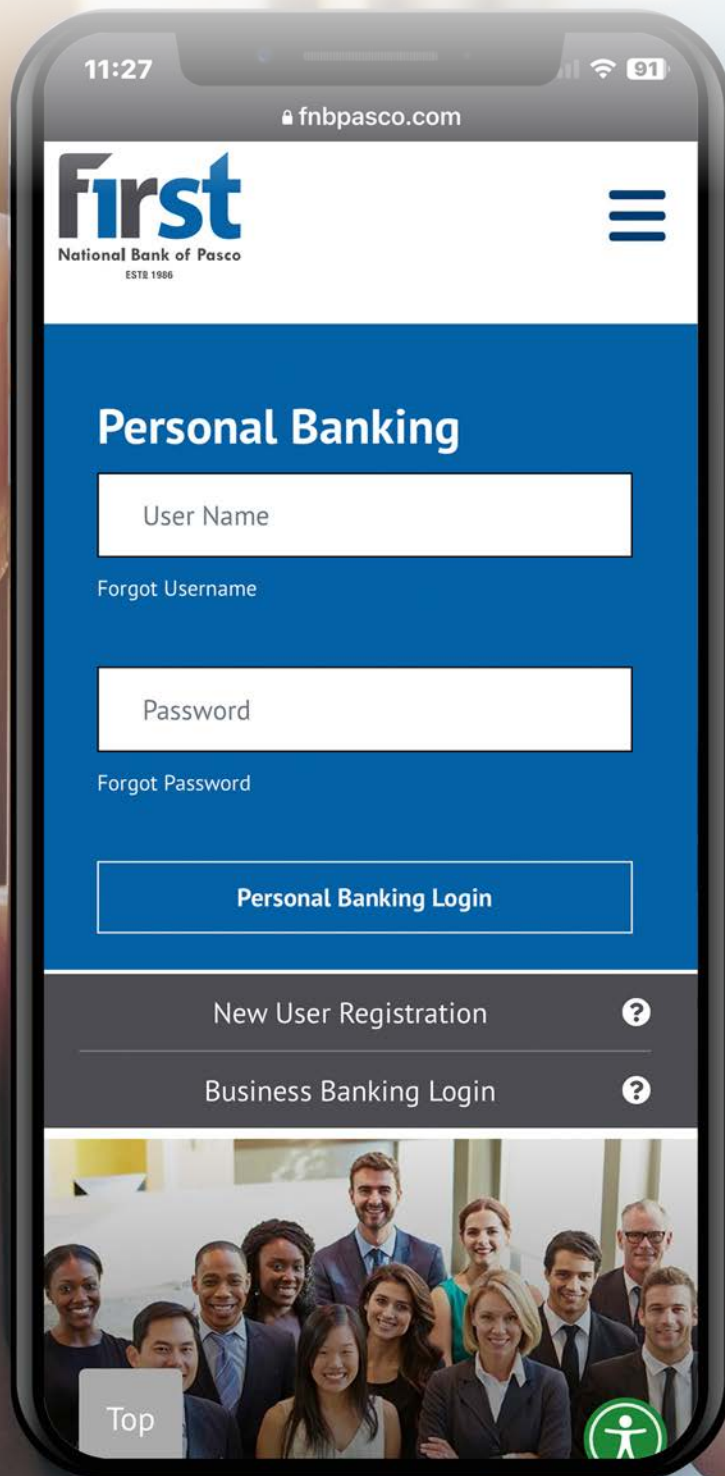 11:27
91
fnbpasco.com
First
National Bank of Pasco
ESTD 1986
Personal Banking
User Name
Forgot Username
Password
Forgot Password
Personal Banking Login
New User Registration ?
Business Banking Login ?
Top